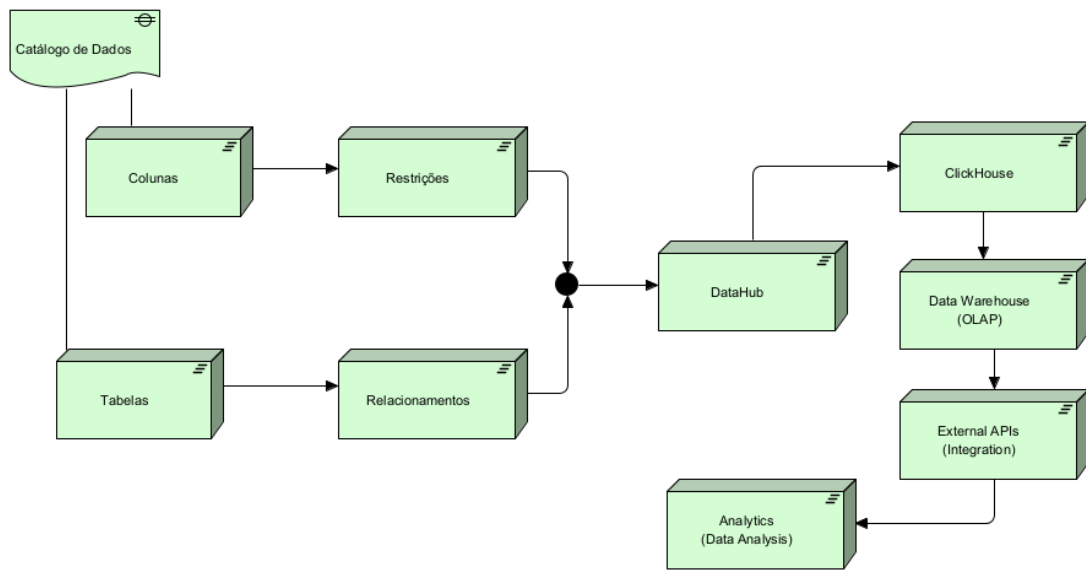 Catálogo de Dados
Colunas
Restrições
ClickHouse
DataHub
Data Warehouse
(OLAP)
Tabelas
Relacionamentos
External APIs
(Integration)
Analytics
(Data Analysis)